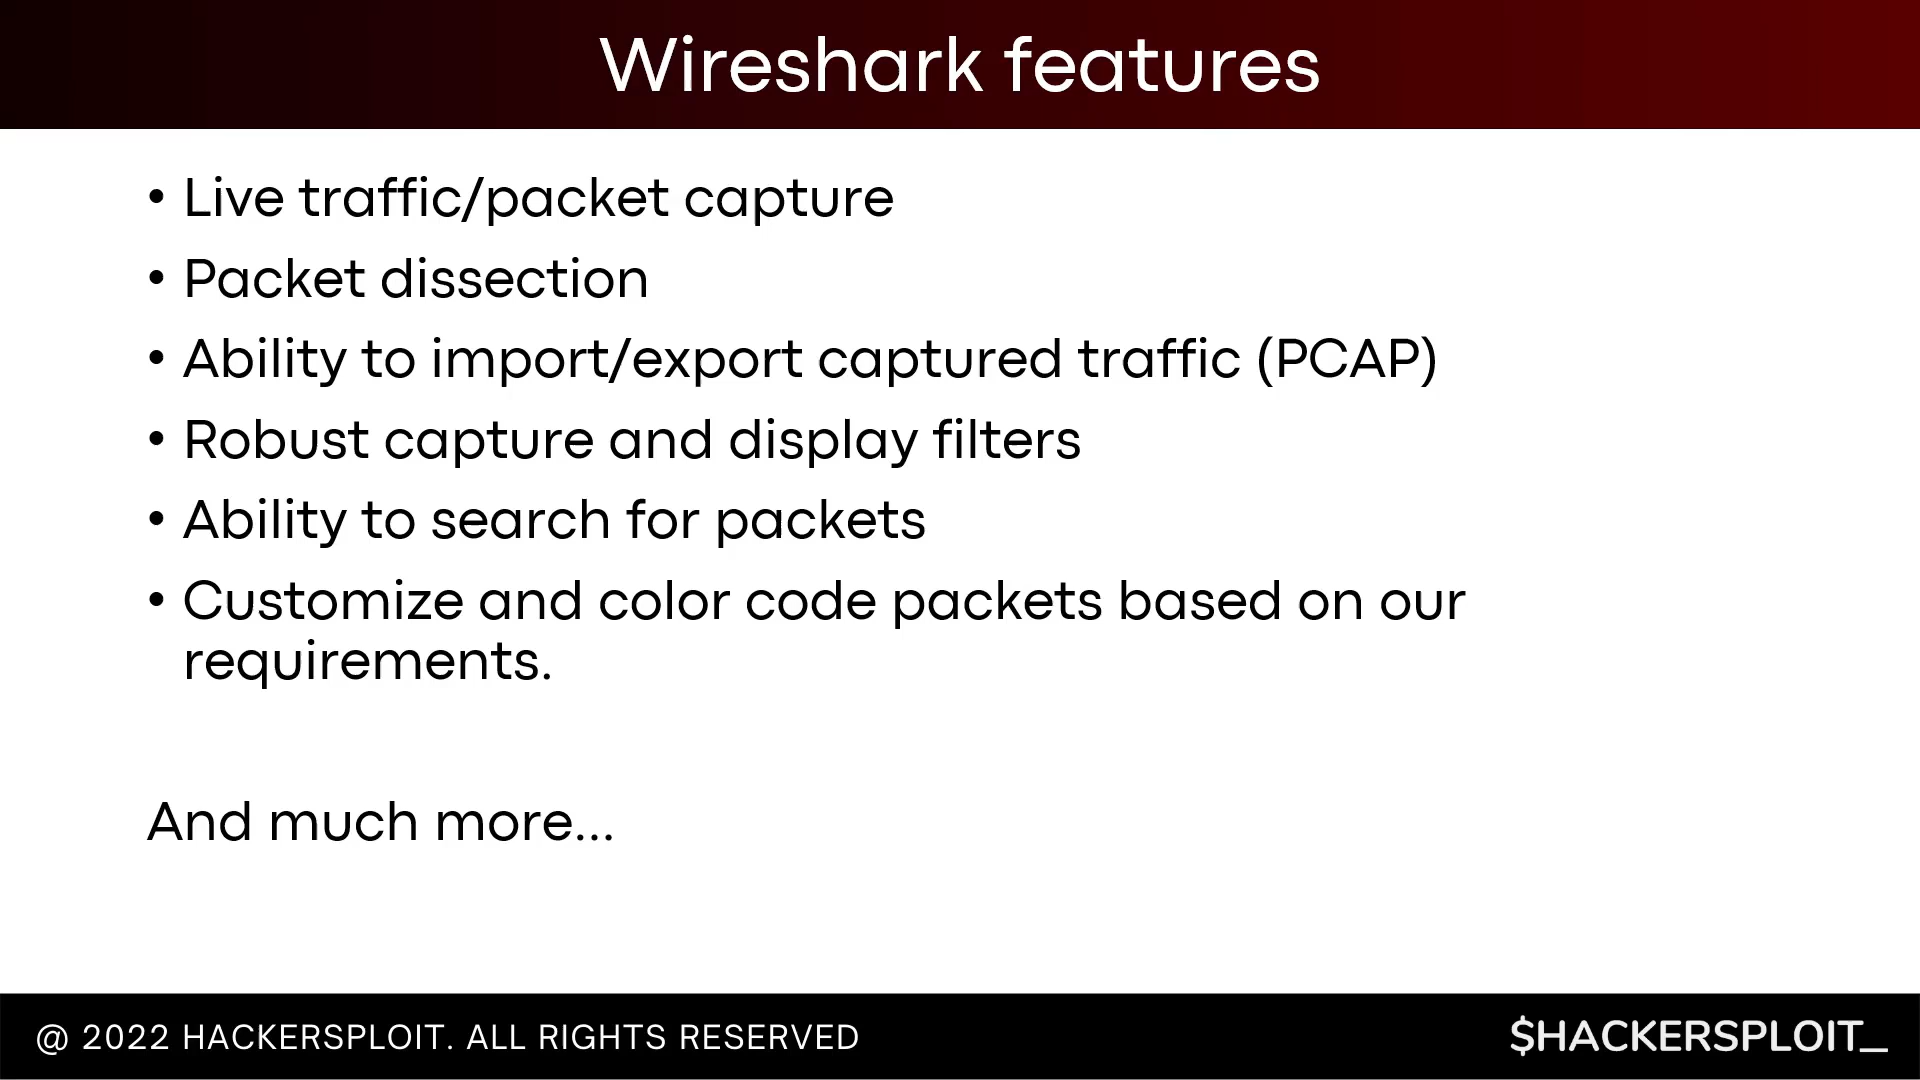 Wireshark features
• Live traffic/packet capture
• Packet dissection
• Ability to import/export captured traffic (PCAP)
• Robust capture and display filters
• Ability to search for packets
• Customize and color code packets based on our
requirements.
And much more...
@ 2022 HACKERSPLOIT. ALL RIGHTS RESERVED
$HACKERSPLOIT_